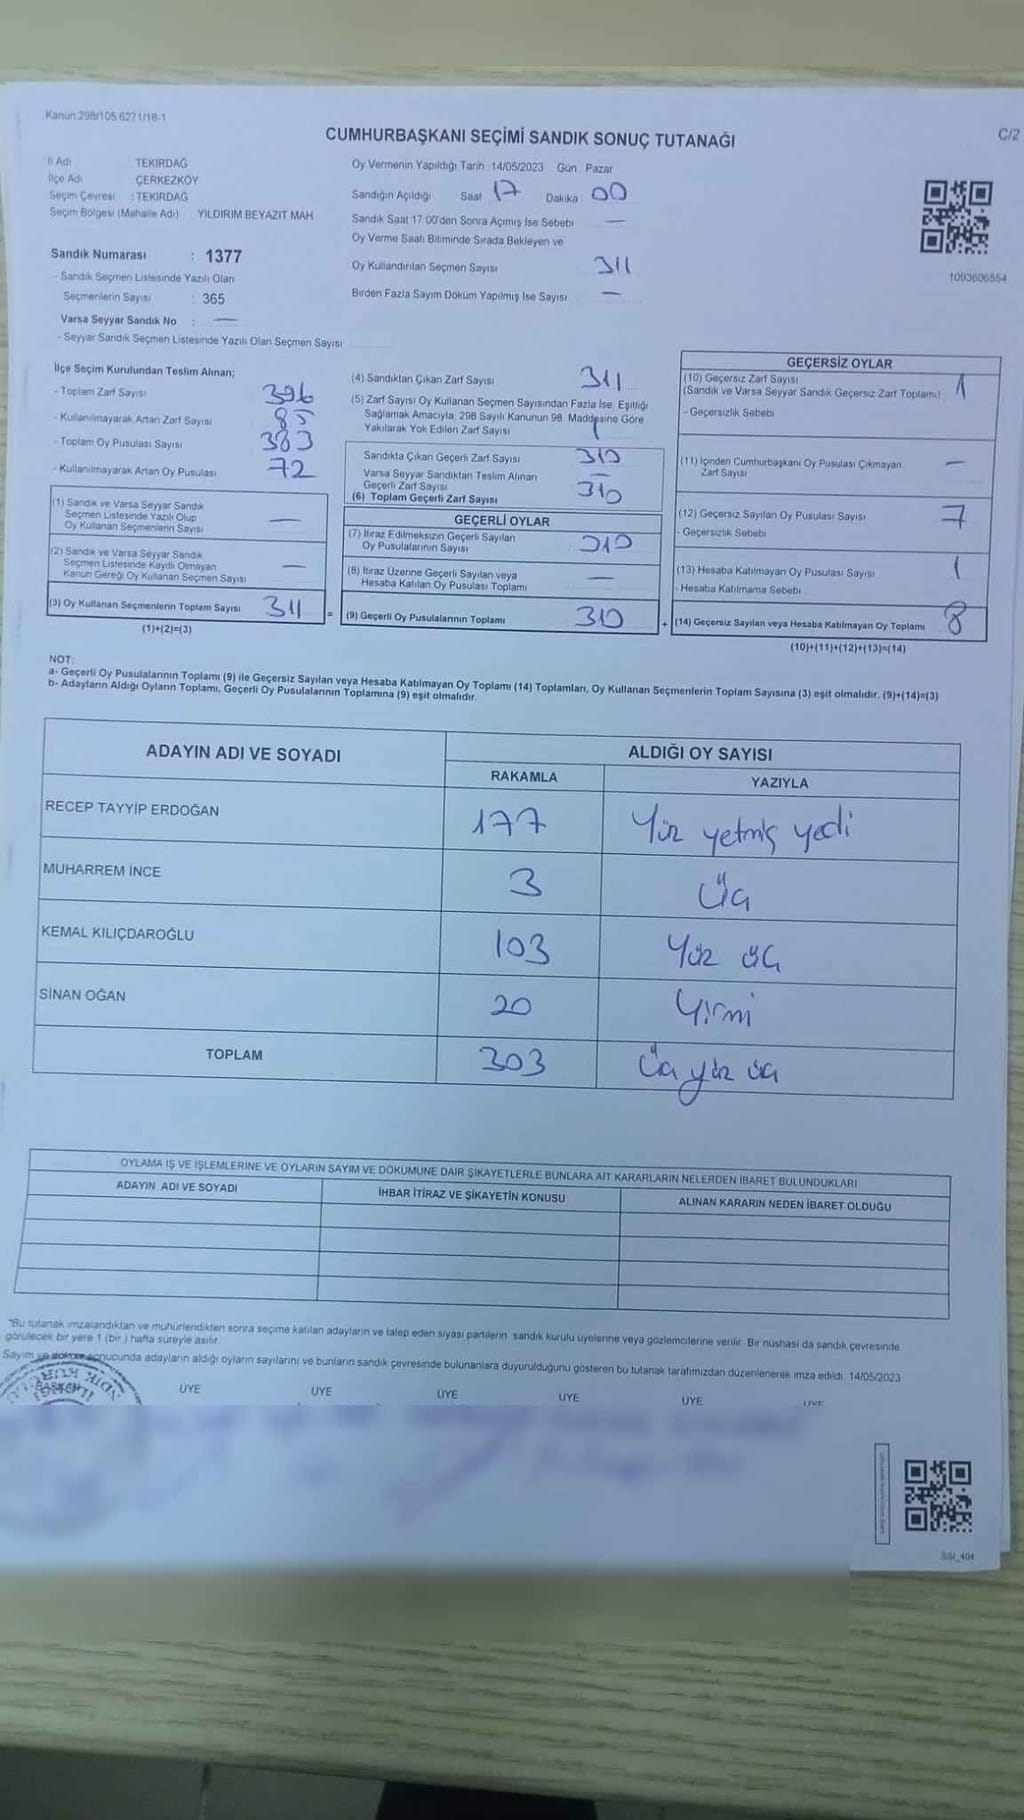 Kanun:298/105.6271/18-1
CUMHURBAŞKANI SEÇİMİ SANDIK SONUÇ TUTANAĞI
C/2
İl Adı TEKİRDAĞ
İlçe Adı ÇERKEZKÖY
Seçim Çevresi : TEKİRDAĞ
Seçim Bölgesi (Mahalle Adı) YILDIRIM BEYAZIT MAH
Oy Vermenin Yapıldığı Tarih 14/05/2023 Gün Pazar
Sandığın Açıldığı Saat 17 Dakika 00
Sandık Saat 17:00'den Sonra Açımış İse Sebebi —
Oy Verme Saati Bitiminde Sırada Bekleyen ve
Oy Kullandırılan Seçmen Sayısı 311
Birden Fazla Sayım Döküm Yapılmış İse Sayısı —
1093606554
Sandık Numarası : 1377
- Sandık Seçmen Listesinde Yazılı Olan
Seçmenlerin Sayısı : 365
Varsa Seyyar Sandık No : —
- Seyyar Sandık Seçmen Listesinde Yazılı Olan Seçmen Sayısı
İlçe Seçim Kurulundan Teslim Alınan;
- Toplam Zarf Sayısı 396
- Kullanılmayarak Artan Zarf Sayısı 85
- Toplam Oy Pusulası Sayısı 383
- Kullanılmayarak Artan Oy Pusulası 72
(1) Sandık ve Varsa Seyyar Sandık
Seçmen Listesinde Yazılı Olup
Oy Kullanan Seçmenlerin Sayısı —
(2) Sandık ve Varsa Seyyar Sandık
Seçmen Listesinde Kayıtlı Olmayan
Kanun Gereği Oy Kullanan Seçmen Sayısı —
(3) Oy Kullanan Seçmenlerin Toplam Sayısı 311
(1)+(2)=(3)
=
(4) Sandıktan Çıkan Zarf Sayısı 311
(5) Zarf Sayısı Oy Kullanan Seçmen Sayısından Fazla İse, Eşitliği
Sağlamak Amacıyla, 298 Sayılı Kanunun 98 Maddesine Göre
Yakılarak Yok Edilen Zarf Sayısı 1
Sandıkta Çıkan Geçerli Zarf Sayısı 310
Varsa Seyyar Sandıktan Teslim Alınan
Geçerli Zarf Sayısı —
(6) Toplam Geçerli Zarf Sayısı 310
GEÇERLİ OYLAR
(7) İtiraz Edilmeksizin Geçerli Sayılan
Oy Pusulalarının Sayısı 310
(8) İtiraz Üzerine Geçerli Sayılan veya
Hesaba Katılan Oy Pusulası Toplamı —
(9) Geçerli Oy Pusulalarının Toplamı 310
+
GEÇERSİZ OYLAR
(10) Geçersiz Zarf Sayısı
(Sandık ve Varsa Seyyar Sandık Geçersiz Zarf Toplamı) 1
- Geçersizlik Sebebi
(11) İçinden Cumhurbaşkanı Oy Pusulası Çıkmayan
Zarf Sayısı —
(12) Geçersiz Sayılan Oy Pusulası Sayısı 7
- Geçersizlik Sebebi
(13) Hesaba Katılmayan Oy Pusulası Sayısı 1
- Hesaba Katılmama Sebebi
(14) Geçersiz Sayılan veya Hesaba Katılmayan Oy Toplamı 8
(10)+(11)+(12)+(13)=(14)
NOT:
a- Geçerli Oy Pusulalarının Toplamı (9) ile Geçersiz Sayılan veya Hesaba Katılmayan Oy Toplamı (14) Toplamları, Oy Kullanan Seçmenlerin Toplam Sayısına (3) eşit olmalıdır. (9)+(14)=(3)
b- Adayların Aldığı Oyların Toplamı, Geçerli Oy Pusulalarının Toplamına (9) eşit olmalıdır.
ADAYIN ADI VE SOYADI
ALDIĞI OY SAYISI
RAKAMLA YAZIYLA
RECEP TAYYİP ERDOĞAN 177 Yüz yetmiş yedi
MUHARREM İNCE 3 Üç
KEMAL KILIÇDAROĞLU 103 Yüz üç
SİNAN OĞAN 20 Yirmi
TOPLAM 303 Üç yüz üç
OYLAMA İŞ VE İŞLEMLERİNE VE OYLARIN SAYIM VE DÖKÜMÜNE DAİR ŞİKAYETLERLE BUNLARA AİT KARARLARIN NELERDEN İBARET BULUNDUKLARI
ADAYIN ADI VE SOYADI İHBAR İTİRAZ VE ŞİKAYETİN KONUSU ALINAN KARARIN NEDEN İBARET OLDUĞU
*Bu tutanak imzalandıktan ve mühürlendikten sonra seçime katılan adayların ve talep eden siyasi partilerin sandık kurulu üyelerine veya gözlemcilerine verilir. Bir nüshası da sandık çevresinde
görülecek bir yere 1 (bir ) hafta süreyle asılır.
Sayım ve döküm sonucunda adayların aldığı oyların sayılarını ve bunların sandık çevresinde bulunanlara duyurulduğunu gösteren bu tutanak tarafımızdan düzenlenerek imza edildi. 14/05/2023
ÜYE ÜYE ÜYE ÜYE ÜYE ÜYE